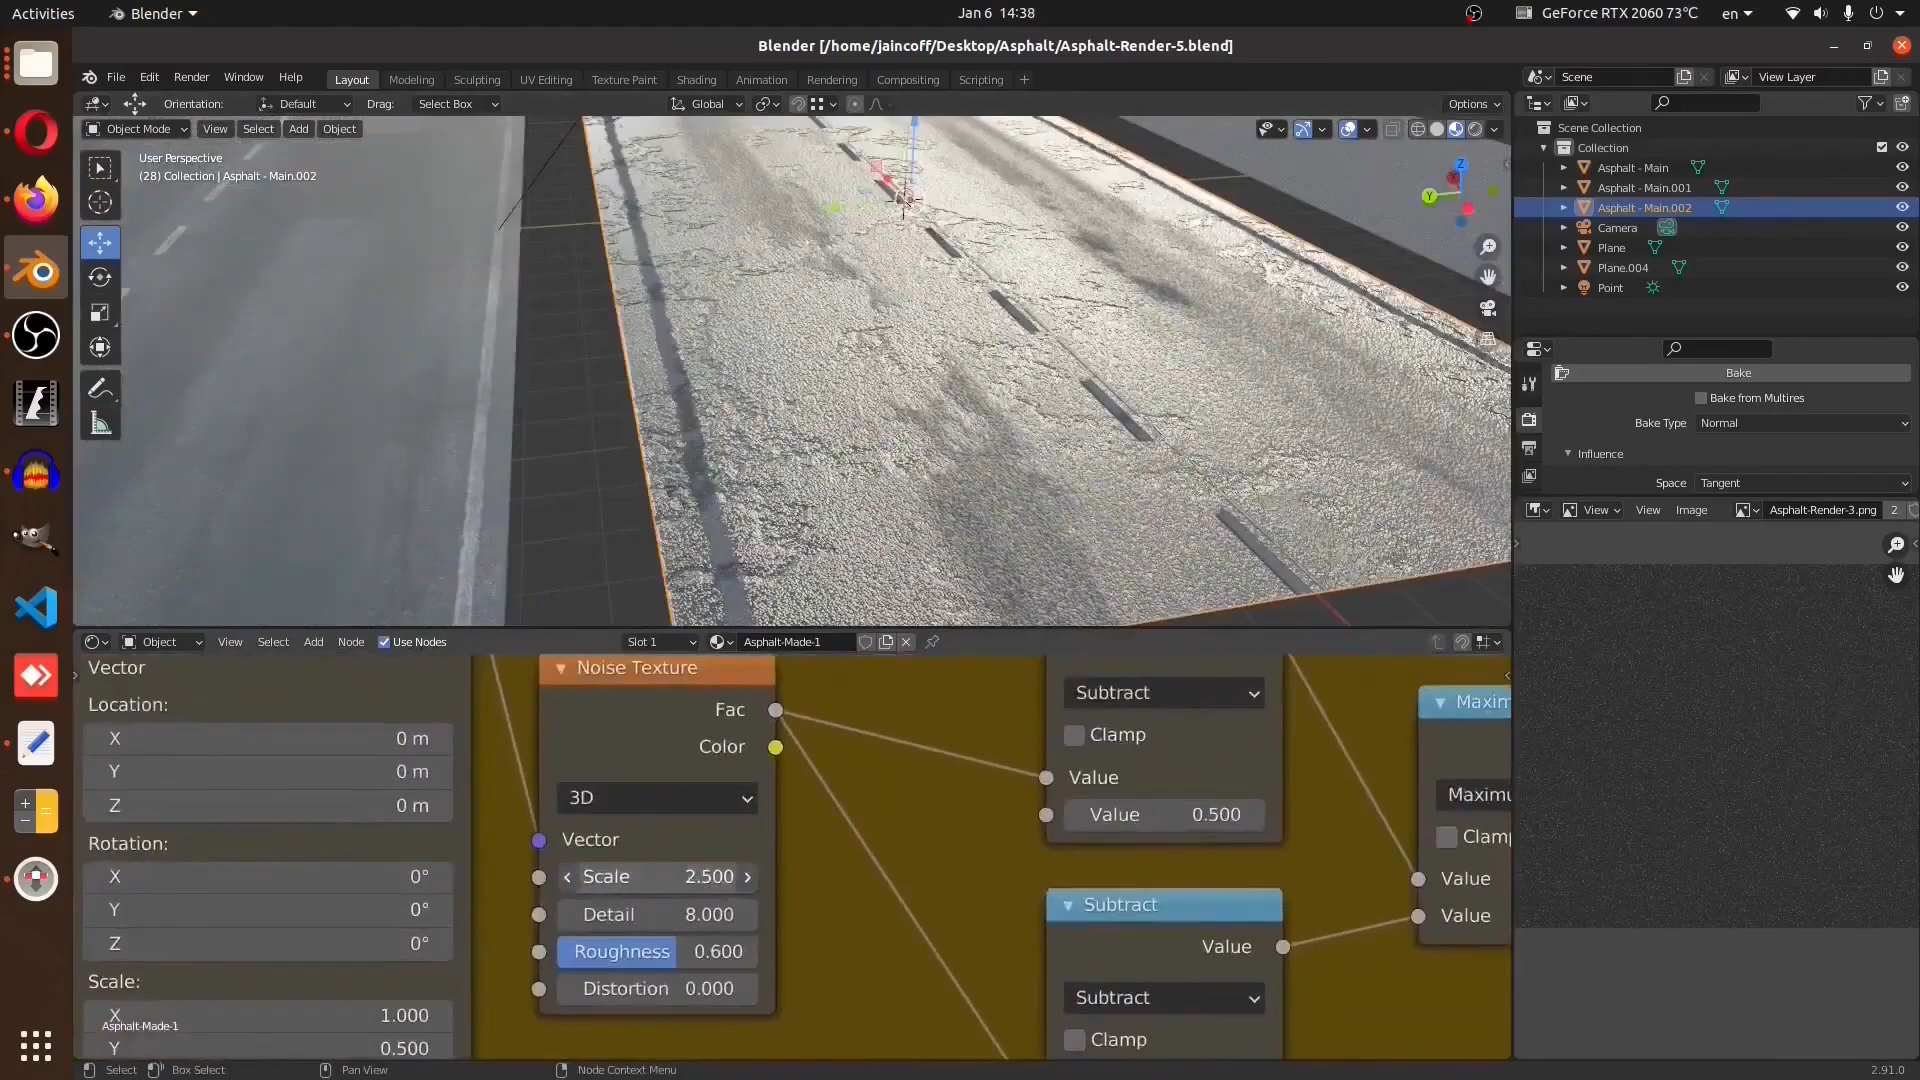 Activities
Blender
Jan 6 14:38
GeForce RTX 2060 73℃
en
Blender [/home/jaincoff/Desktop/Asphalt/Asphalt-Render-5.blend]
File Edit Render Window Help
Layout Modeling Sculpting UV Editing Texture Paint Shading Animation Rendering Compositing Scripting +
Scene
View Layer
Orientation: Default Drag: Select Box
Global
Options
Object Mode View Select Add Object
User Perspective
(28) Collection | Asphalt - Main.002
Z
X
Y
Scene Collection
Collection
Asphalt - Main
Asphalt - Main.001
Asphalt - Main.002
Camera
Plane
Plane.004
Point
Bake
Bake from Multires
Bake Type Normal
Influence
Space Tangent
View View Image Asphalt-Render-3.png 2
Object View Select Add Node Use Nodes Slot 1 Asphalt-Made-1
Vector
Location:
X 0 m
Y 0 m
Z 0 m
Rotation:
X 0°
Y 0°
Z 0°
Scale:
X 1.000
Y 0.500
Asphalt-Made-1
Noise Texture
Fac
Color
3D
Vector
Scale 2.500
Detail 8.000
Roughness 0.600
Distortion 0.000
Subtract
Clamp
Value
Value 0.500
Subtract
Value
Subtract
Clamp
Maxim
Maximu
Clamp
Value
Value
Select Box Select Pan View Node Context Menu
2.91.0